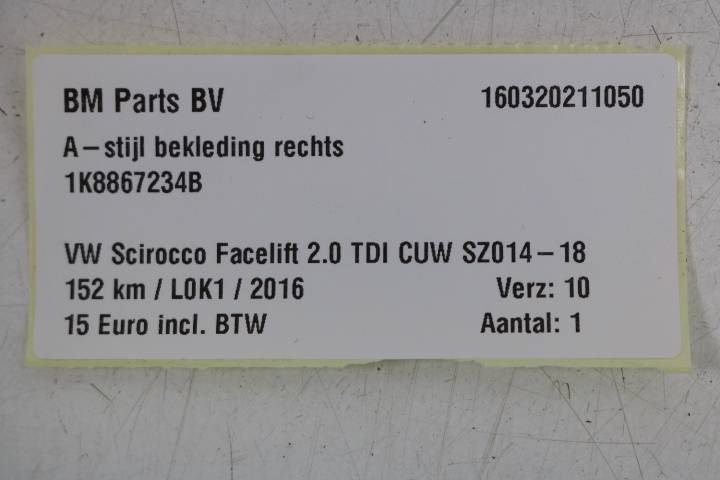 BM Parts BV 160320211050
A-stijl bekleding rechts
1K8867234B
VW Scirocco Facelift 2.0 TDI CUW SZ014-18
152 km / L0K1 / 2016 Verz: 10
15 Euro incl. BTW Aantal: 1